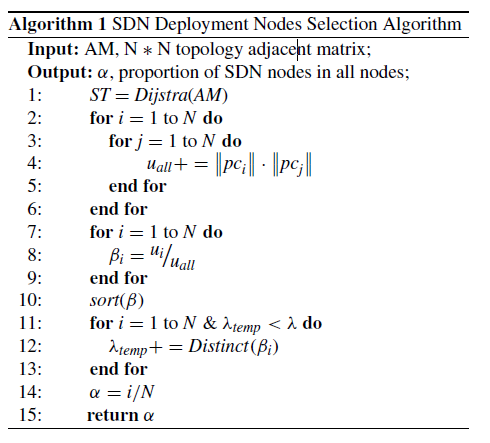 Algorithm 1 SDN Deployment Nodes Selection Algorithm
Input: AM, N ∗ N topology adjacent matrix;
Output: α, proportion of SDN nodes in all nodes;
1: ST = Dijstra(AM)
2: for i = 1 to N do
3: for j = 1 to N do
4: u_all+ = ‖pc_i‖ · ‖pc_j‖
5: end for
6: end for
7: for i = 1 to N do
8: β_i = u_i/u_all
9: end for
10: sort(β)
11: for i = 1 to N & λ_temp < λ do
12: λ_temp+ = Distinct(β_i)
13: end for
14: α = i/N
15: return α